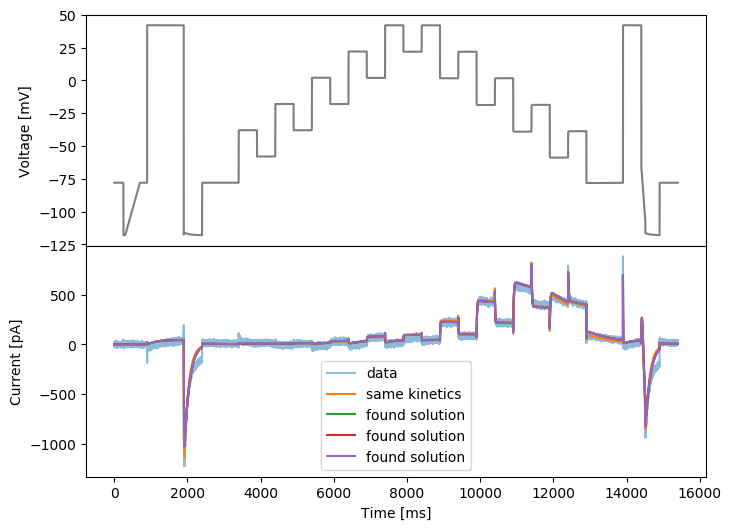 50
25
0
−25
−50
−75
−100
−125
Voltage [mV]
500
0
−500
−1000
Current [pA]
data
same kinetics
found solution
found solution
found solution
0 2000 4000 6000 8000 10000 12000 14000 16000
Time [ms]